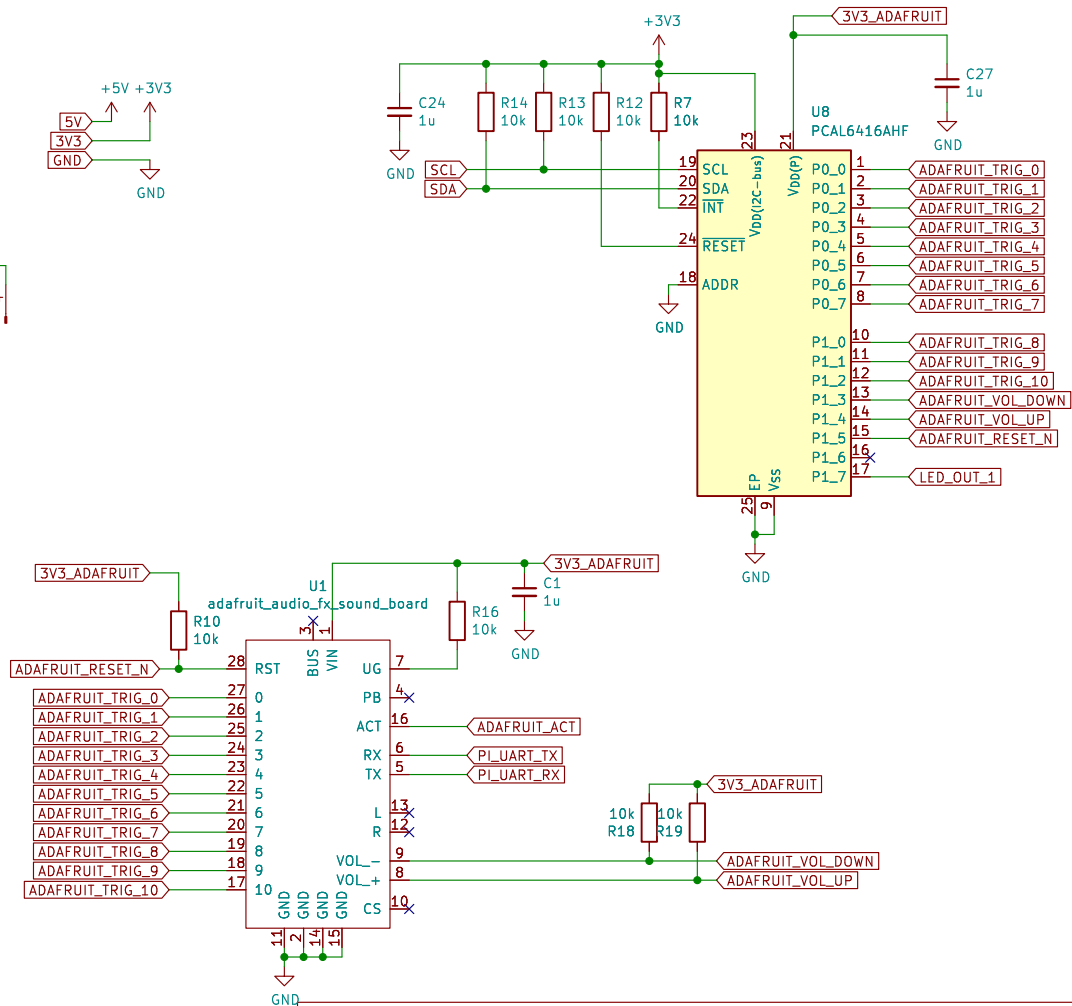 +5V +3V3
5V
3V3
GND
GND
+3V3
C24
1u
GND
R14
10k
R13
10k
R12
10k
R7
10k
3V3_ADAFRUIT
C27
1u
GND
U8
PCAL6416AHF
SCL
SDA
19 SCL
20 SDA
22 INT
24 RESET
18 ADDR
GND
23 VDD(I2C-bus)
21 VDD(P)
P0_0 1 ADAFRUIT_TRIG_0
P0_1 2 ADAFRUIT_TRIG_1
P0_2 3 ADAFRUIT_TRIG_2
P0_3 4 ADAFRUIT_TRIG_3
P0_4 5 ADAFRUIT_TRIG_4
P0_5 6 ADAFRUIT_TRIG_5
P0_6 7 ADAFRUIT_TRIG_6
P0_7 8 ADAFRUIT_TRIG_7
P1_0 10 ADAFRUIT_TRIG_8
P1_1 11 ADAFRUIT_TRIG_9
P1_2 12 ADAFRUIT_TRIG_10
P1_3 13 ADAFRUIT_VOL_DOWN
P1_4 14 ADAFRUIT_VOL_UP
P1_5 15 ADAFRUIT_RESET_N
P1_6 16
P1_7 17 LED_OUT_1
EP 25
VSS 9
GND
3V3_ADAFRUIT
R10
10k
U1
adafruit_audio_fx_sound_board
3V3_ADAFRUIT
R16
10k
C1
1u
GND
3 BUS
1 VIN
ADAFRUIT_RESET_N 28 RST
ADAFRUIT_TRIG_0 27 0
ADAFRUIT_TRIG_1 26 1
ADAFRUIT_TRIG_2 25 2
ADAFRUIT_TRIG_3 24 3
ADAFRUIT_TRIG_4 23 4
ADAFRUIT_TRIG_5 22 5
ADAFRUIT_TRIG_6 21 6
ADAFRUIT_TRIG_7 20 7
ADAFRUIT_TRIG_8 19 8
ADAFRUIT_TRIG_9 18 9
ADAFRUIT_TRIG_10 17 10
UG 7
PB 4
ACT 16 ADAFRUIT_ACT
RX 6 PI_UART_TX
TX 5 PI_UART_RX
L 13
R 12
VOL_- 9 ADAFRUIT_VOL_DOWN
VOL_+ 8 ADAFRUIT_VOL_UP
CS 10
3V3_ADAFRUIT
10k
R18
10k
R19
GND 11
GND 2
GND 14
GND 15
GND